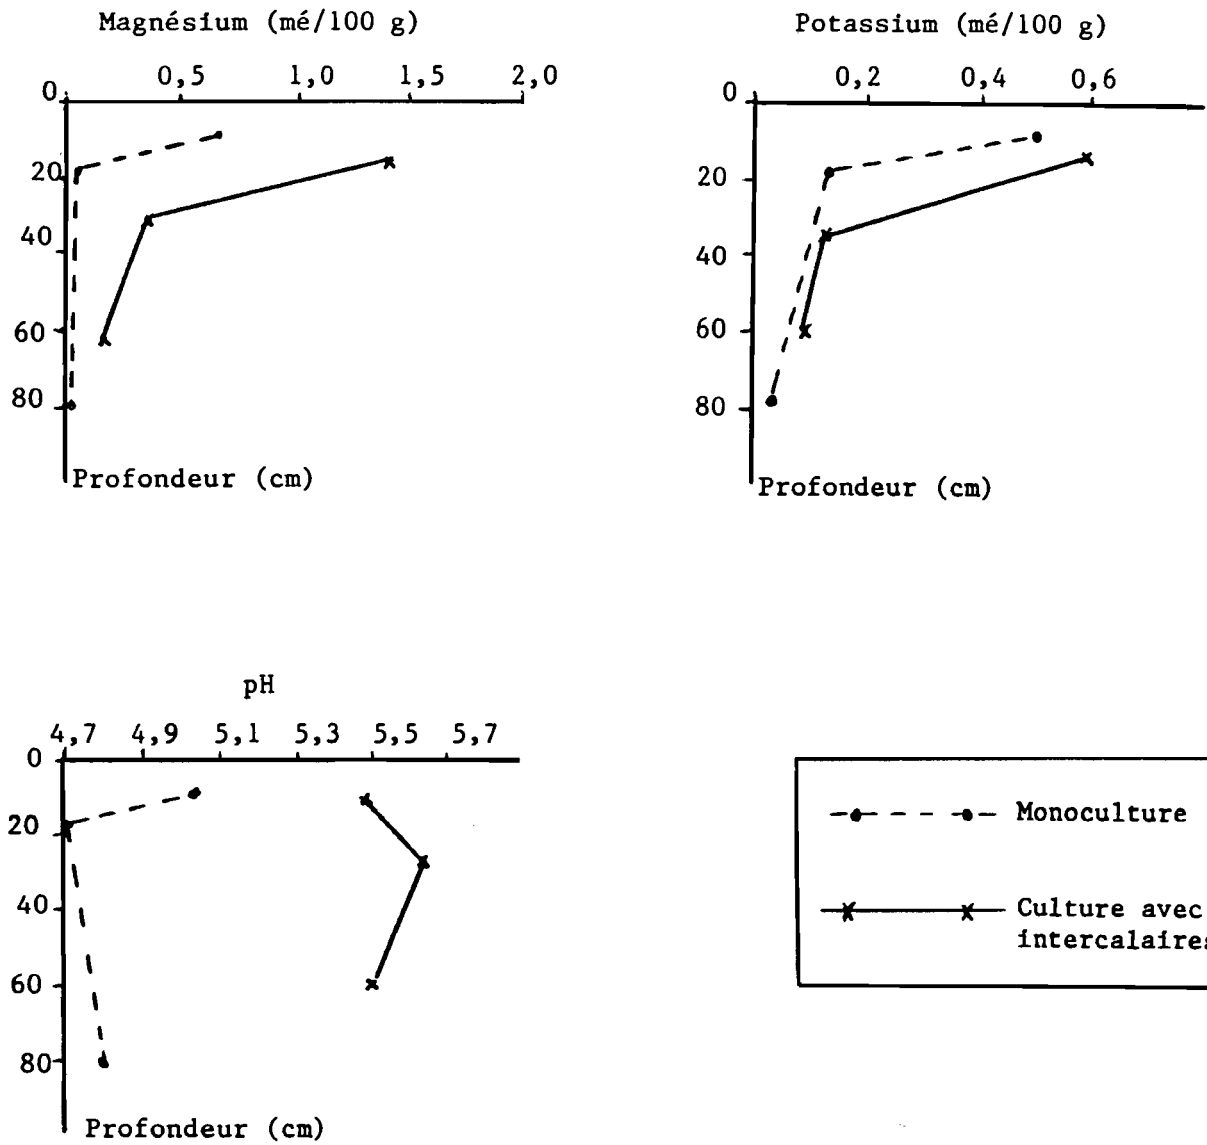 Magnésium (mé/100 g)
0 0,5 1,0 1,5 2,0
20
40
60
80
Profondeur (cm)
Potassium (mé/100 g)
0 0,2 0,4 0,6
20
40
60
80
Profondeur (cm)
pH
4,7 4,9 5,1 5,3 5,5 5,7
0
20
40
60
80
Profondeur (cm)
Monoculture
Culture avec
intercalaires